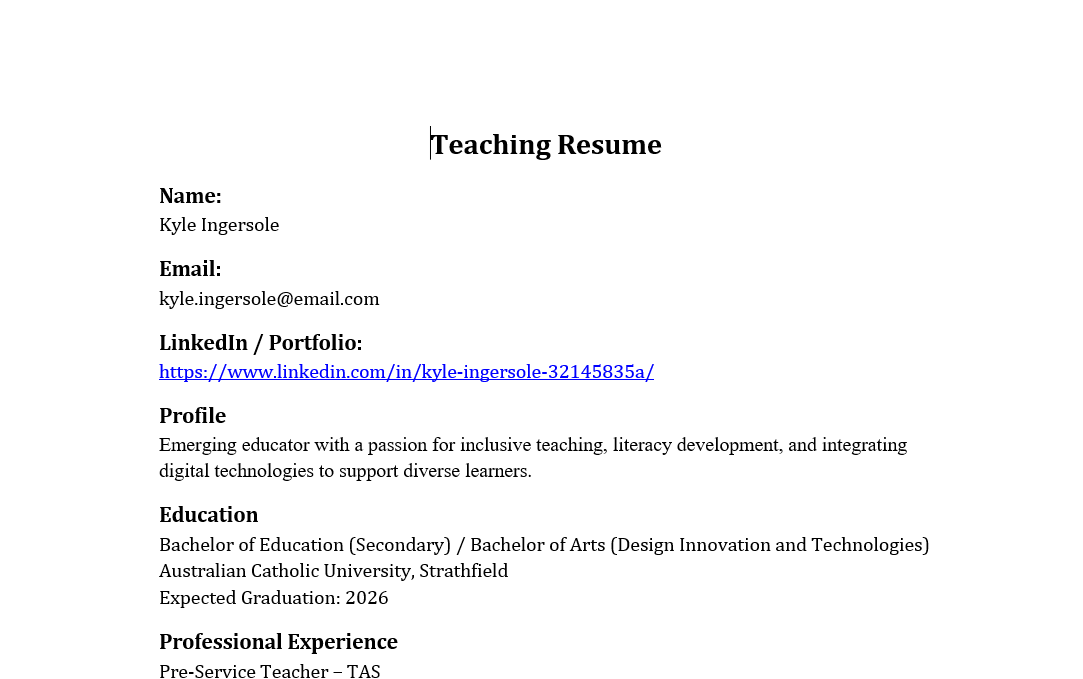 Teaching Resume
Name:
Kyle Ingersole
Email:
kyle.ingersole@email.com
LinkedIn / Portfolio:
https://www.linkedin.com/in/kyle-ingersole-32145835a/
Profile
Emerging educator with a passion for inclusive teaching, literacy development, and integrating
digital technologies to support diverse learners.
Education
Bachelor of Education (Secondary) / Bachelor of Arts (Design Innovation and Technologies)
Australian Catholic University, Strathfield
Expected Graduation: 2026
Professional Experience
Pre-Service Teacher – TAS